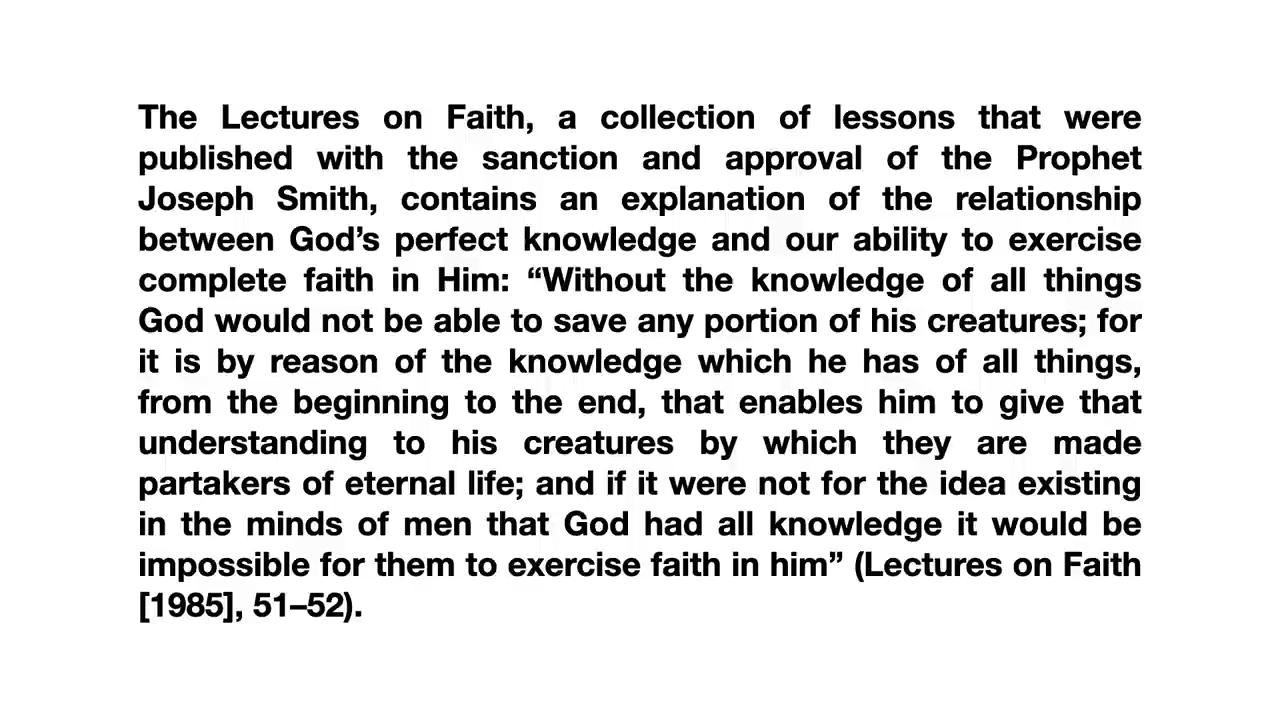 The Lectures on Faith, a collection of lessons that were
published with the sanction and approval of the Prophet
Joseph Smith, contains an explanation of the relationship
between God’s perfect knowledge and our ability to exercise
complete faith in Him: “Without the knowledge of all things
God would not be able to save any portion of his creatures; for
it is by reason of the knowledge which he has of all things,
from the beginning to the end, that enables him to give that
understanding to his creatures by which they are made
partakers of eternal life; and if it were not for the idea existing
in the minds of men that God had all knowledge it would be
impossible for them to exercise faith in him” (Lectures on Faith
[1985], 51–52).